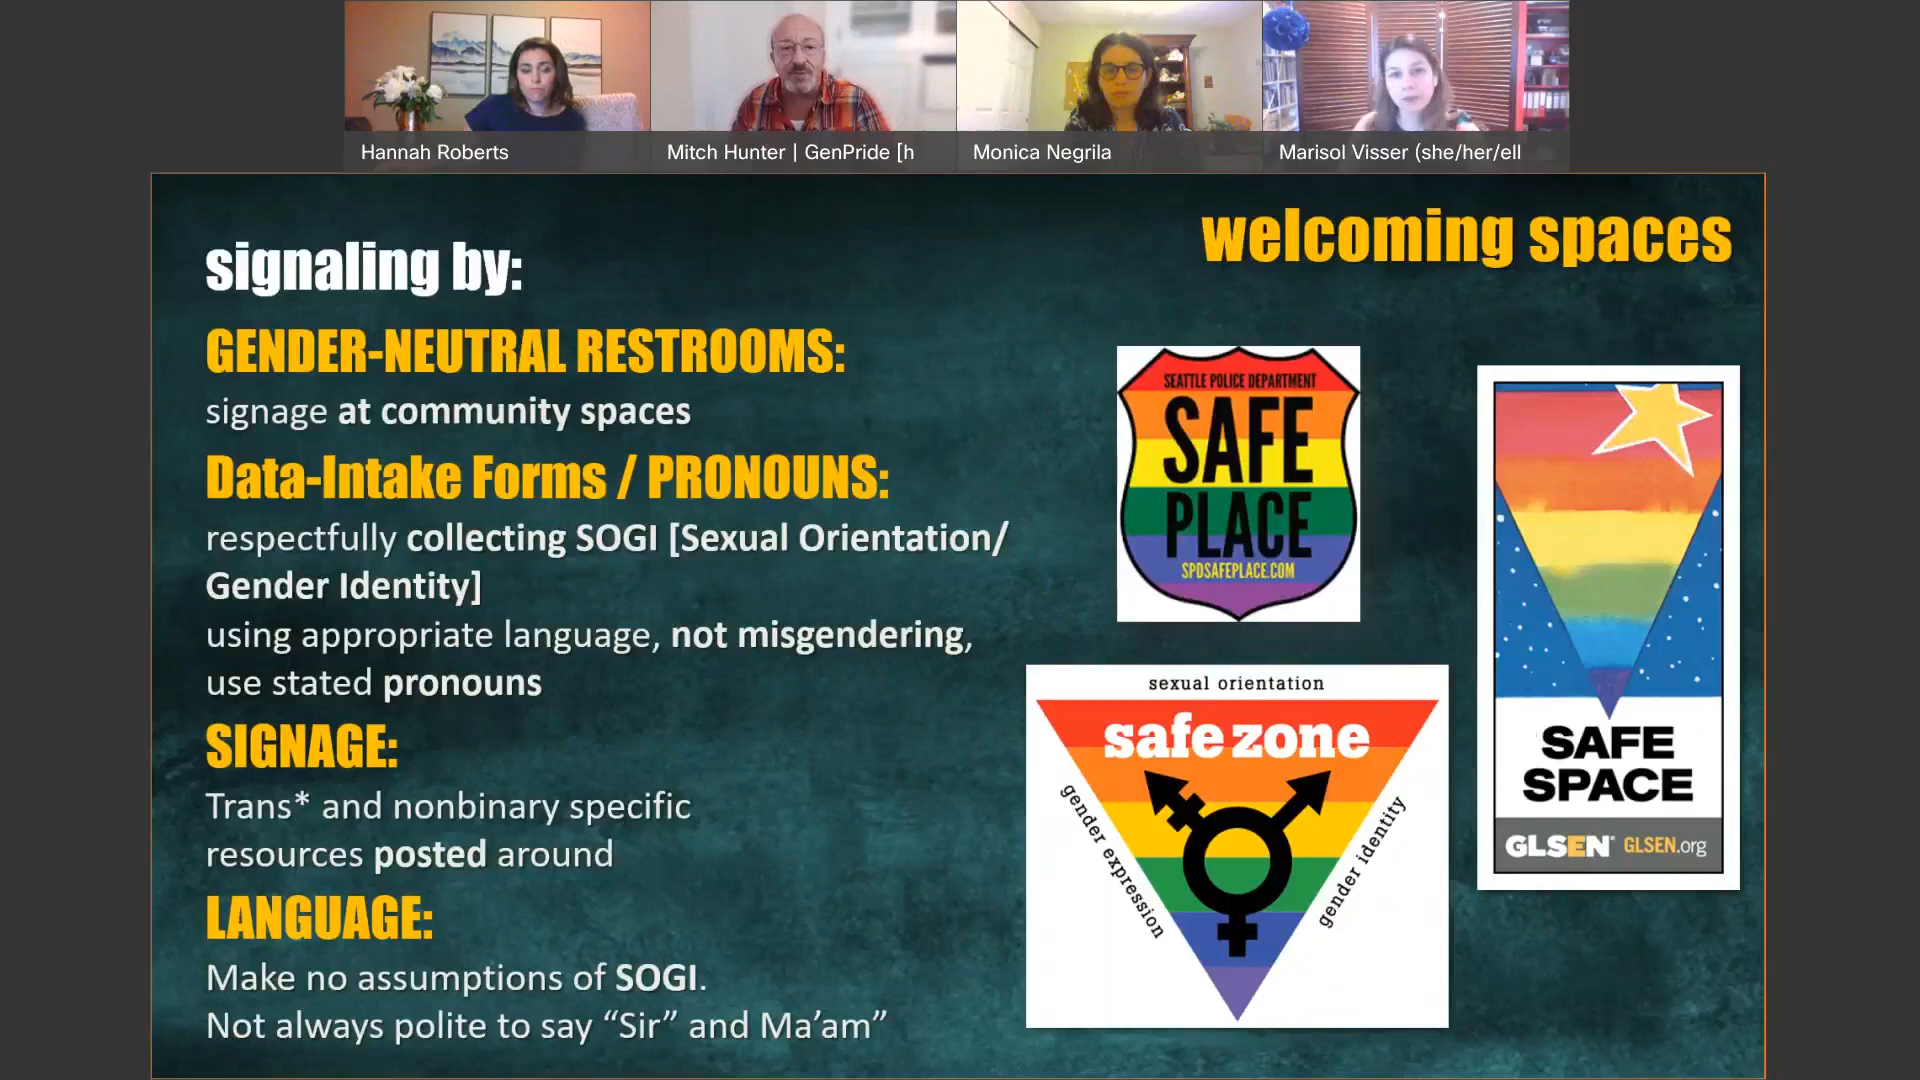 Hannah Roberts
Mitch Hunter | GenPride [h
Monica Negrila
Marisol Visser (she/her/ell
welcoming spaces
signaling by:
GENDER-NEUTRAL RESTROOMS:
signage at community spaces
Data-Intake Forms / PRONOUNS:
respectfully collecting SOGI [Sexual Orientation/
Gender Identity]
using appropriate language, not misgendering,
use stated pronouns
SIGNAGE:
Trans* and nonbinary specific
resources posted around
LANGUAGE:
Make no assumptions of SOGI.
Not always polite to say “Sir” and Ma’am”
SEATTLE POLICE DEPARTMENT
SAFE
PLACE
SPDSAFEPLACE.COM
sexual orientation
safe zone
gender expression
gender identity
SAFE
SPACE
GLSEN® GLSEN.org